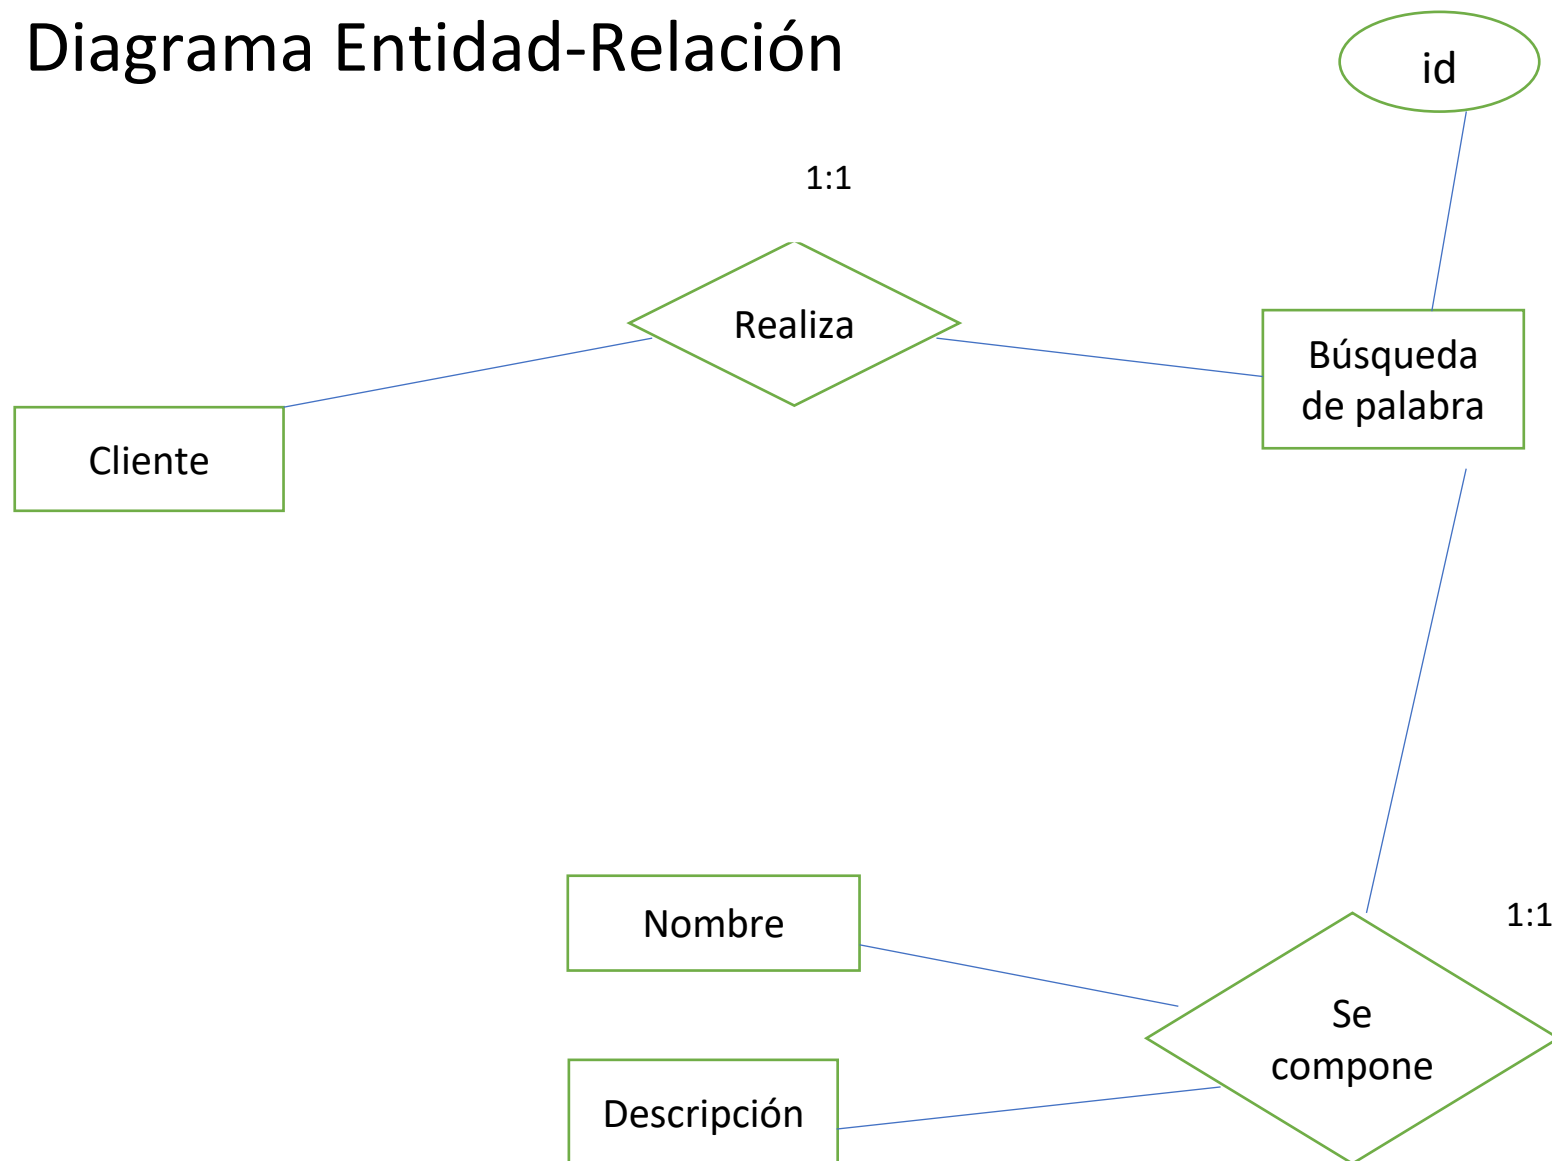 Diagrama Entidad-Relación
id
1:1
Realiza
Búsqueda
de palabra
Cliente
Nombre
1:1
Se
compone
Descripción